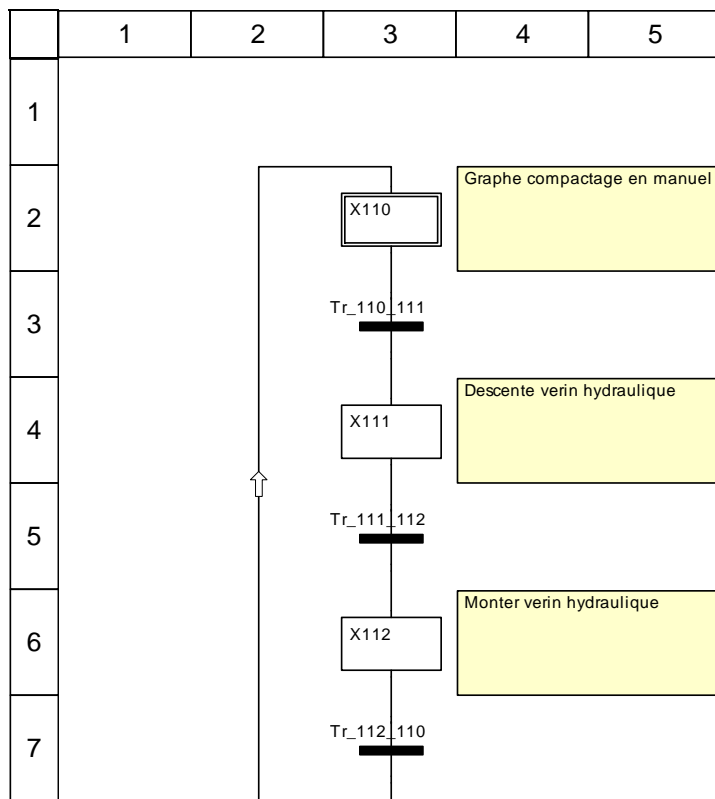 1 2 3 4 5
1
Graphe compactage en manuel
2
X110
Tr_110_111
3
Descente verin hydraulique
4
X111
Tr_111_112
5
Monter verin hydraulique
6
X112
Tr_112_110
7